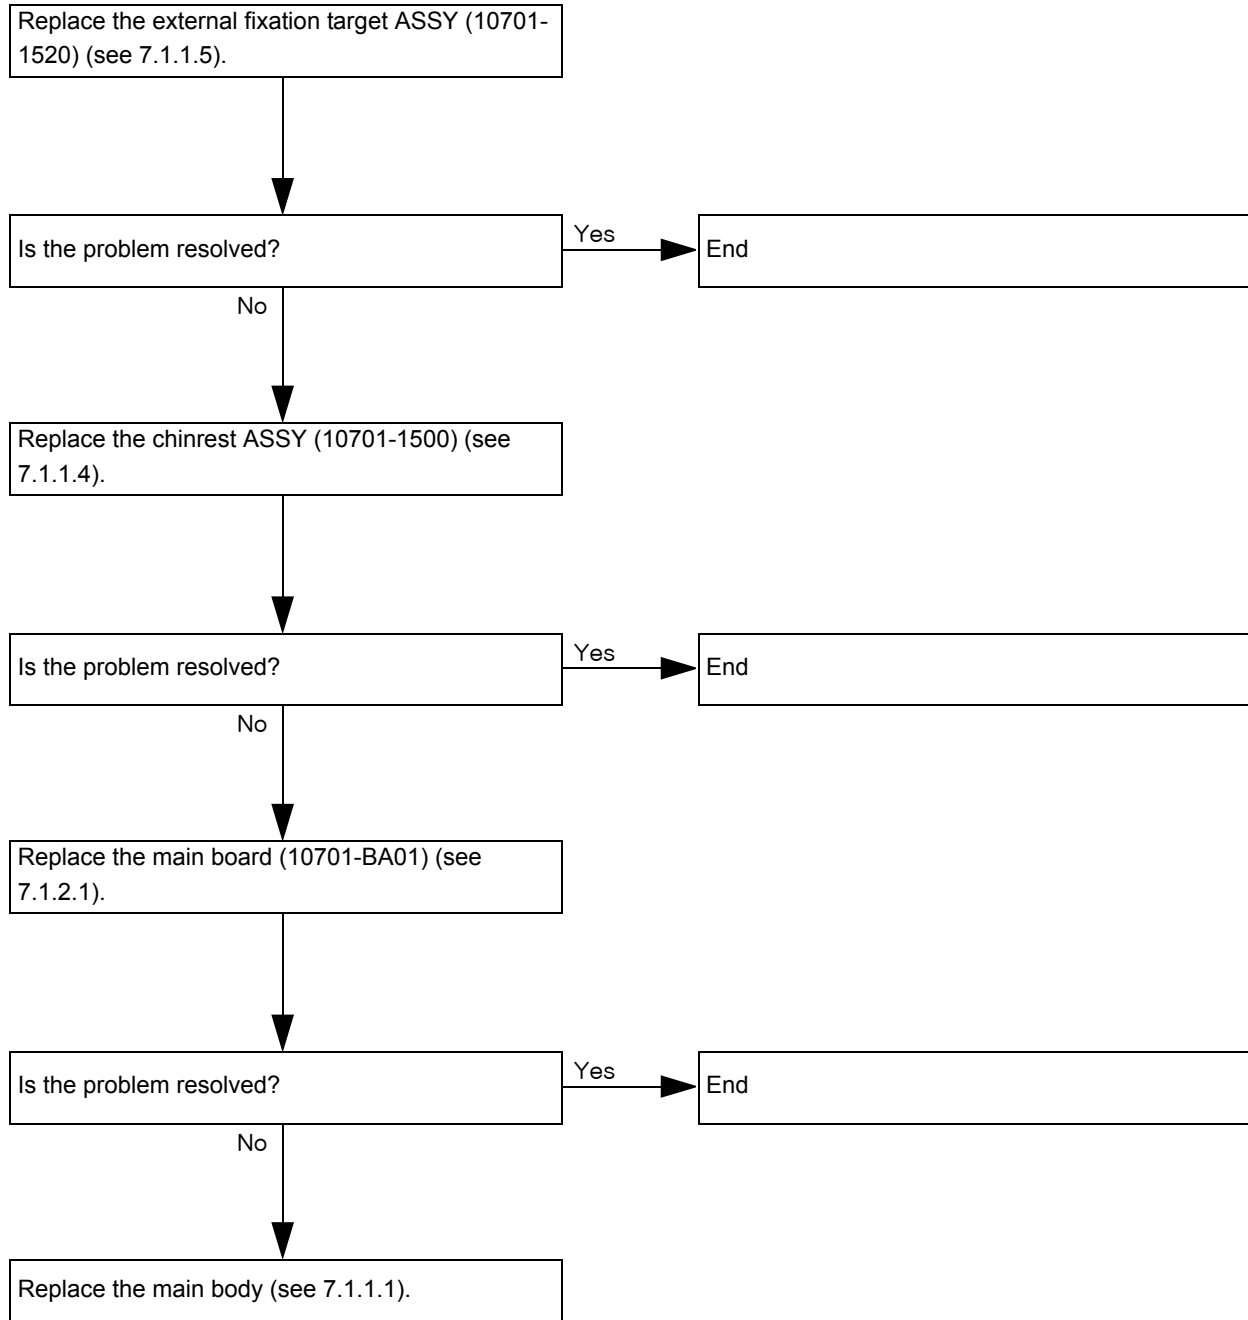 Replace the external fixation target ASSY (10701-
1520) (see 7.1.1.5).
Is the problem resolved?
Yes
End
No
Replace the chinrest ASSY (10701-1500) (see
7.1.1.4).
Is the problem resolved?
Yes
End
No
Replace the main board (10701-BA01) (see
7.1.2.1).
Is the problem resolved?
Yes
End
No
Replace the main body (see 7.1.1.1).